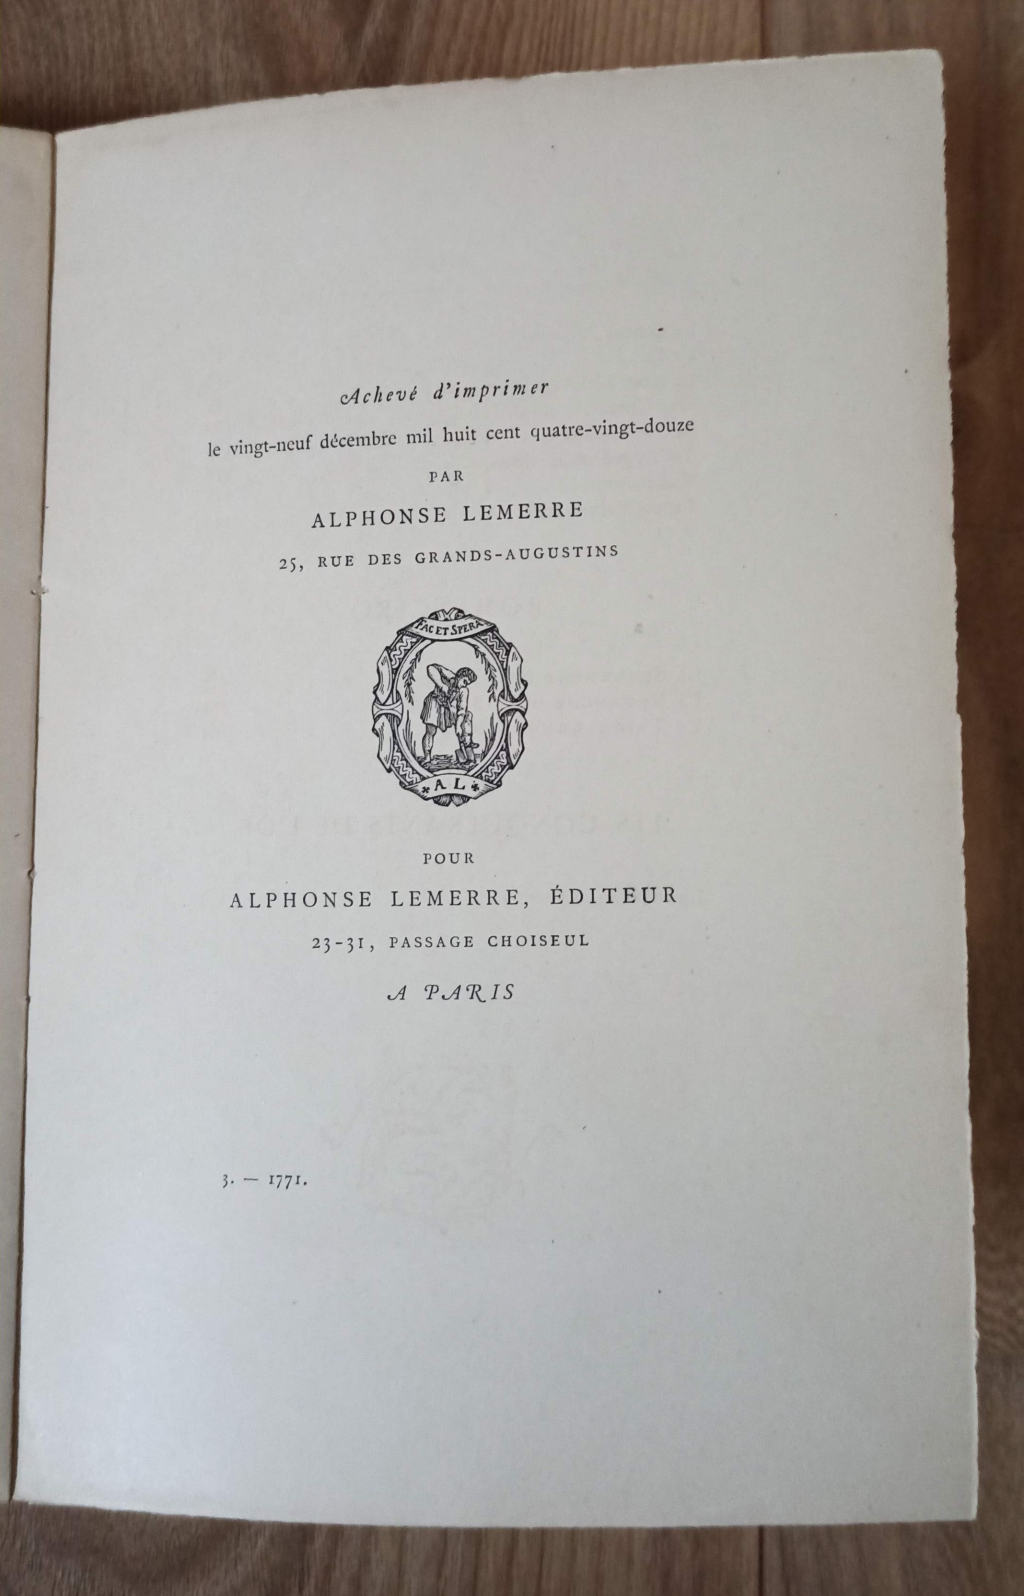 Achevé d'imprimer
le vingt-neuf décembre mil huit cent quatre-vingt-douze
PAR
ALPHONSE LEMERRE
25, RUE DES GRANDS-AUGUSTINS
FAC ET SPERA
A L
POUR
ALPHONSE LEMERRE, ÉDITEUR
23-31, PASSAGE CHOISEUL
A PARIS
3. — 1771.